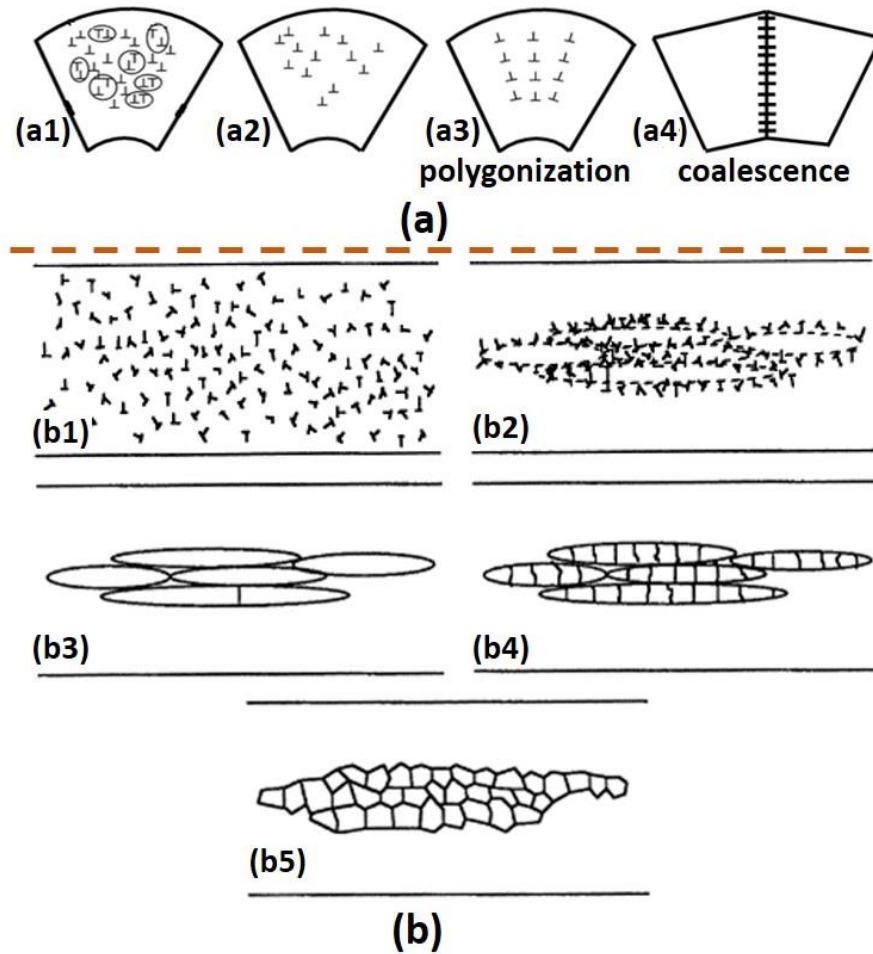 (a1) (a2) (a3) (a4)
polygonization coalescence
(a)
(b1) (b2)
(b3) (b4)
(b5)
(b)